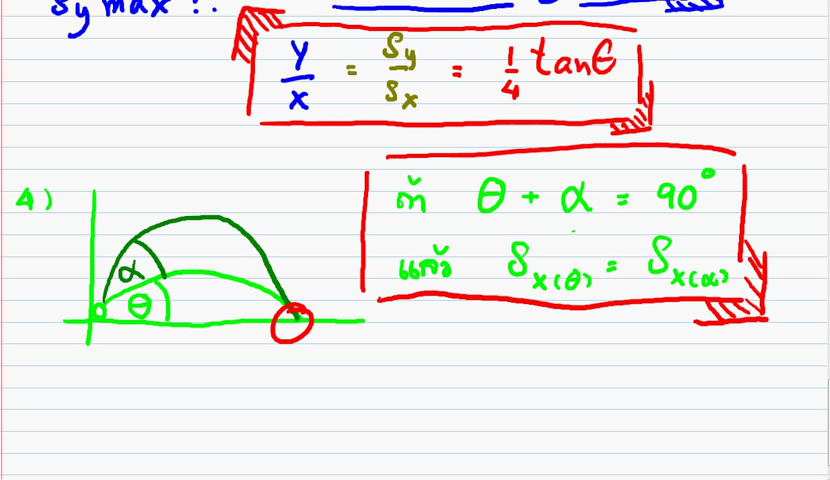 Sy max ::
y/x = Sy/Sx = 1/4 tanθ
4)
ถ้า θ + α = 90°
แล้ว Sx(θ) = Sx(α)
α
θ